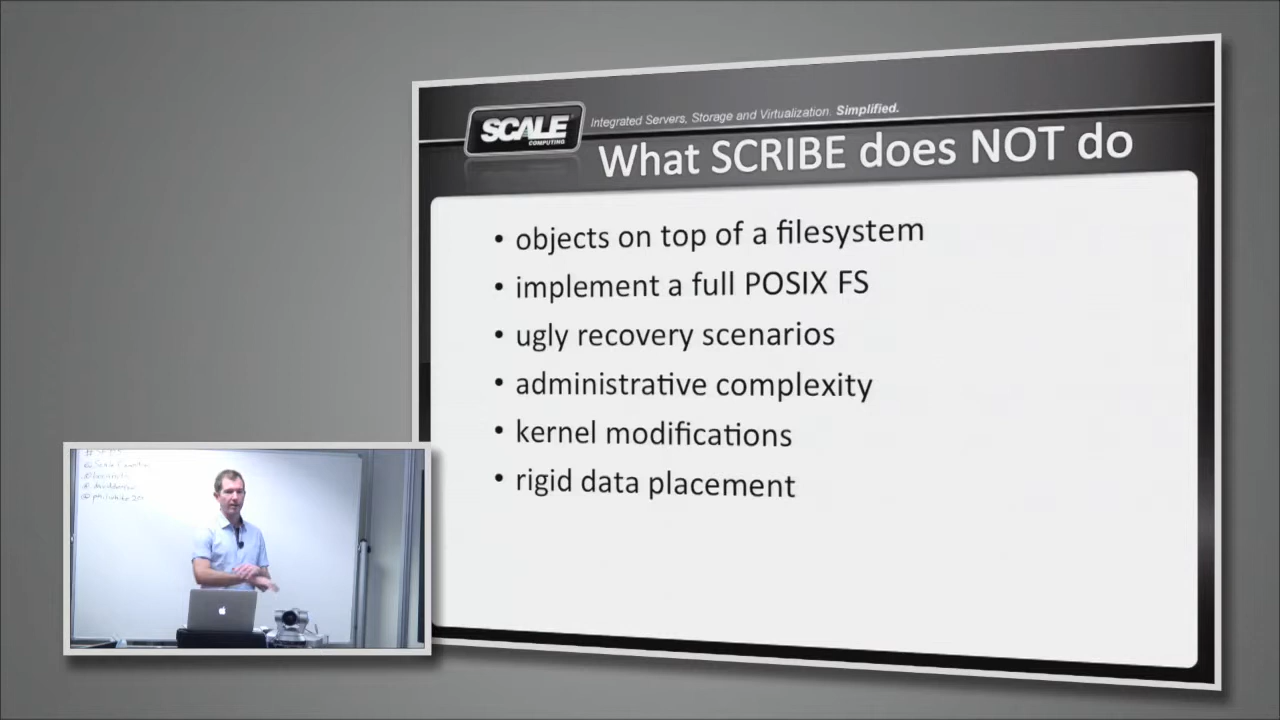 SCALE
COMPUTING
Integrated Servers, Storage and Virtualization. Simplified.
What SCRIBE does NOT do
• objects on top of a filesystem
• implement a full POSIX FS
• ugly recovery scenarios
• administrative complexity
• kernel modifications
• rigid data placement